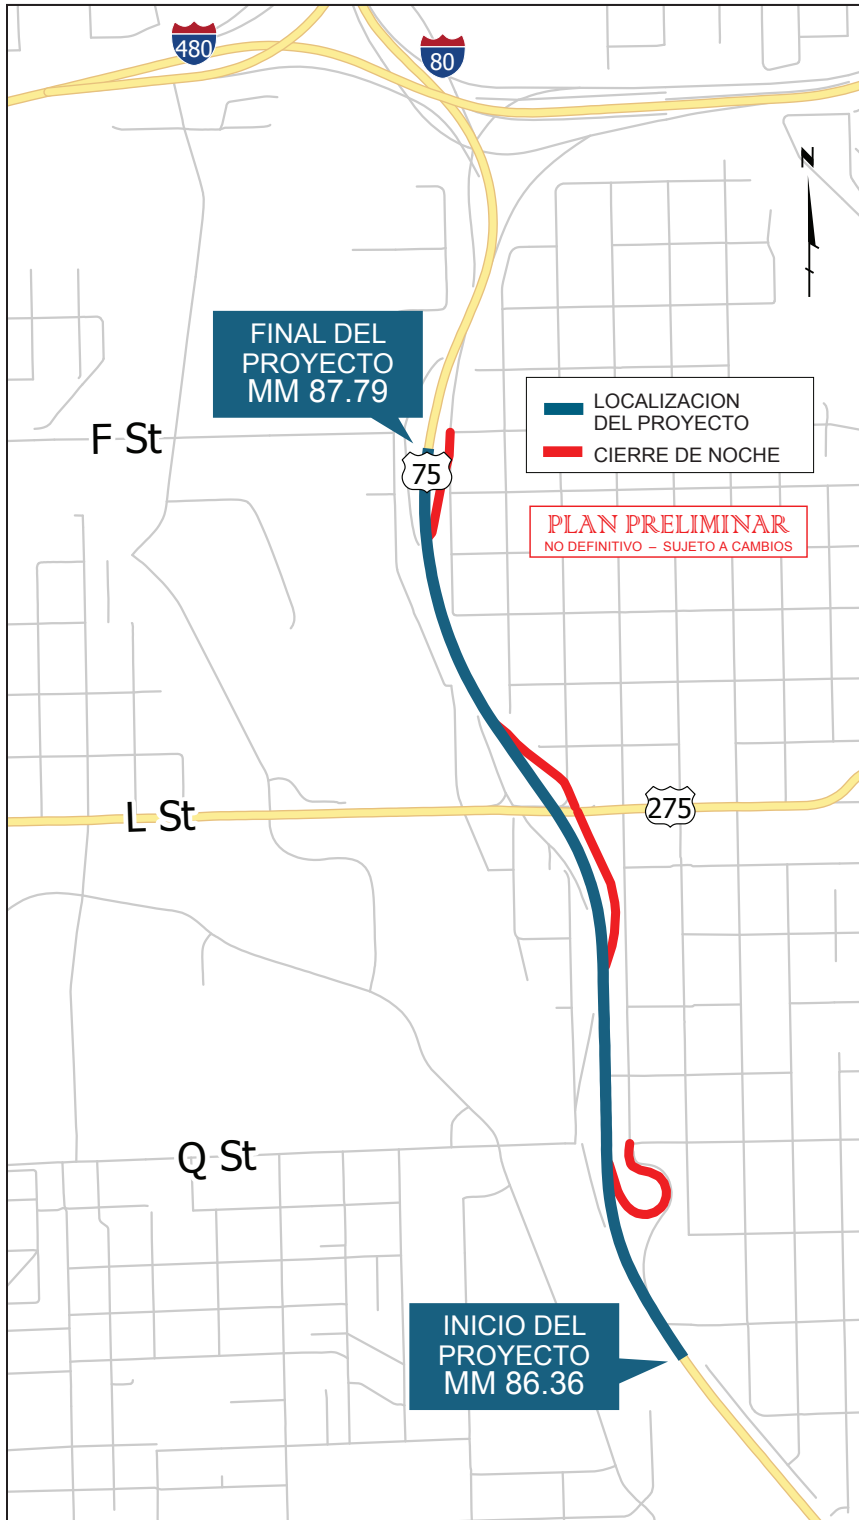 480
80
N
FINAL DEL
PROYECTO
MM 87.79
LOCALIZACION
DEL PROYECTO
CIERRE DE NOCHE
F St
75
PLAN PRELIMINAR
NO DEFINITIVO – SUJETO A CAMBIOS
L St
275
Q St
INICIO DEL
PROYECTO
MM 86.36